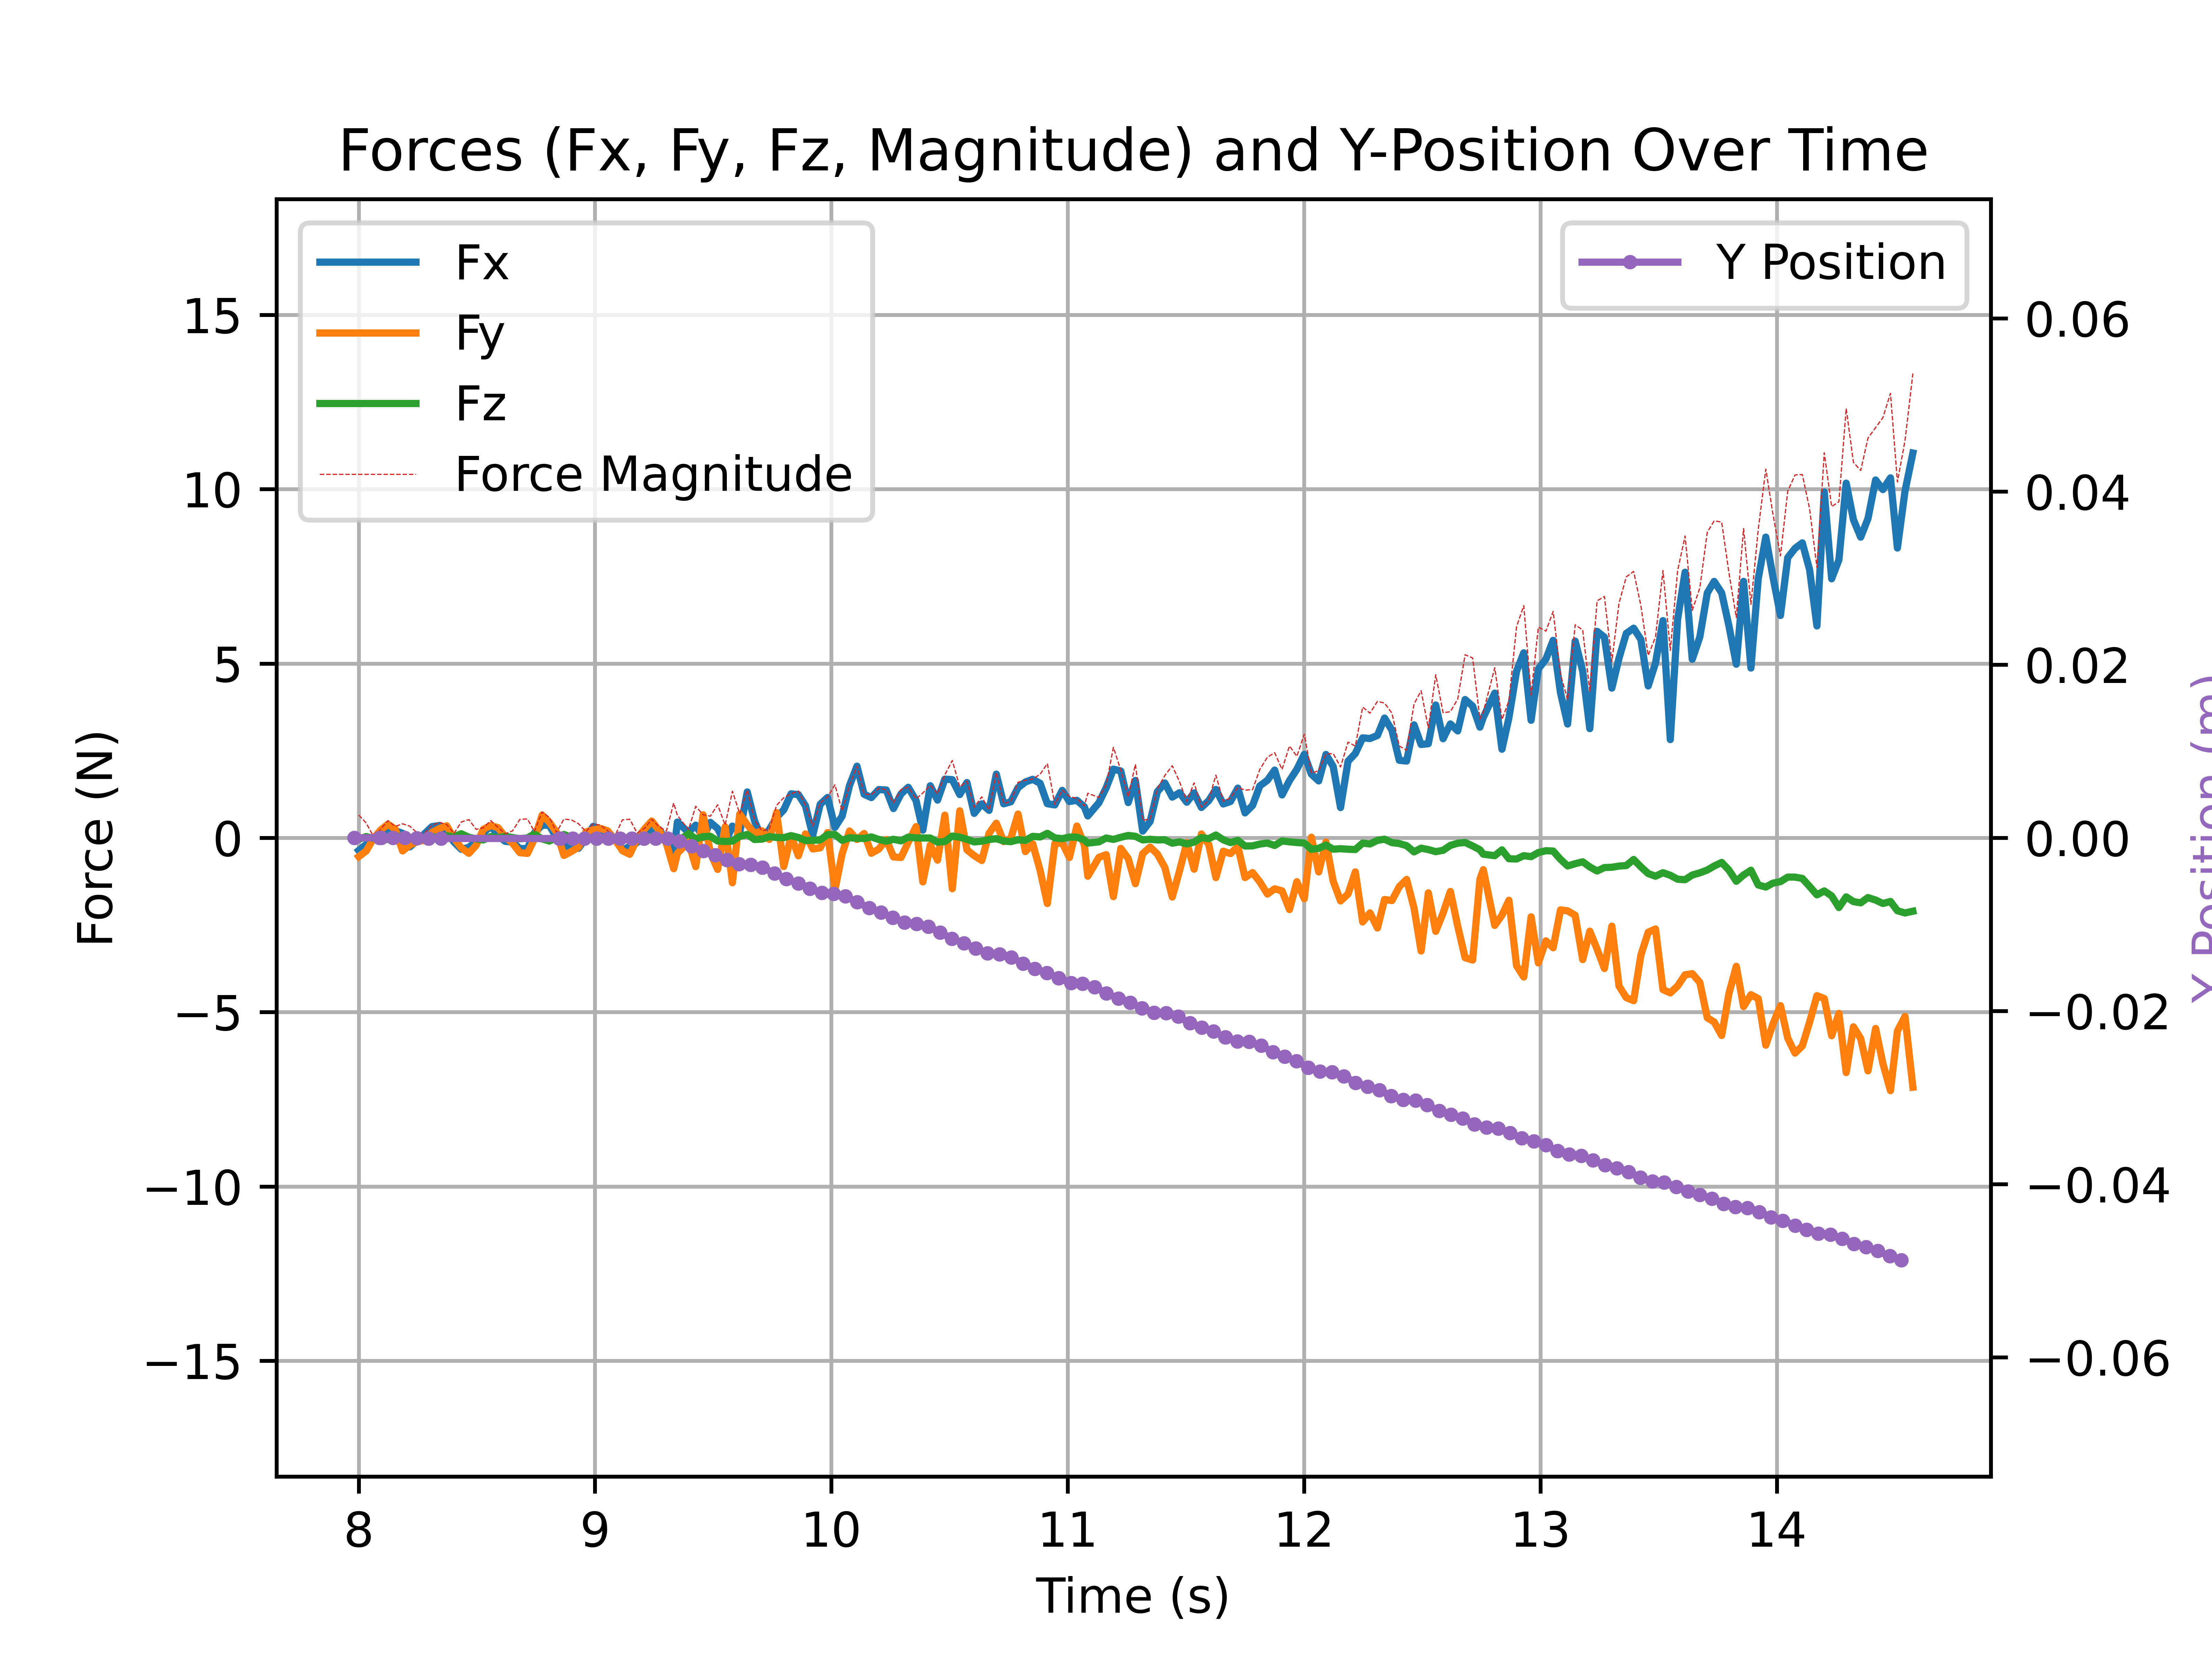 Forces (Fx, Fy, Fz, Magnitude) and Y-Position Over Time
Fx
Fy
Fz
Force Magnitude
Y Position
15
10
5
0
−5
−10
−15
Force (N)
0.06
0.04
0.02
0.00
−0.02
−0.04
−0.06
Y Position (m)
8 9 10 11 12 13 14
Time (s)